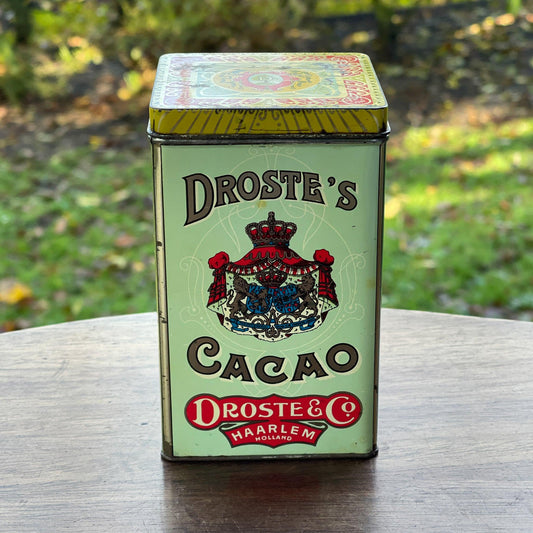 DROSTE'S
CACAO
DROSTE & CO
HAARLEM
HOLLAND